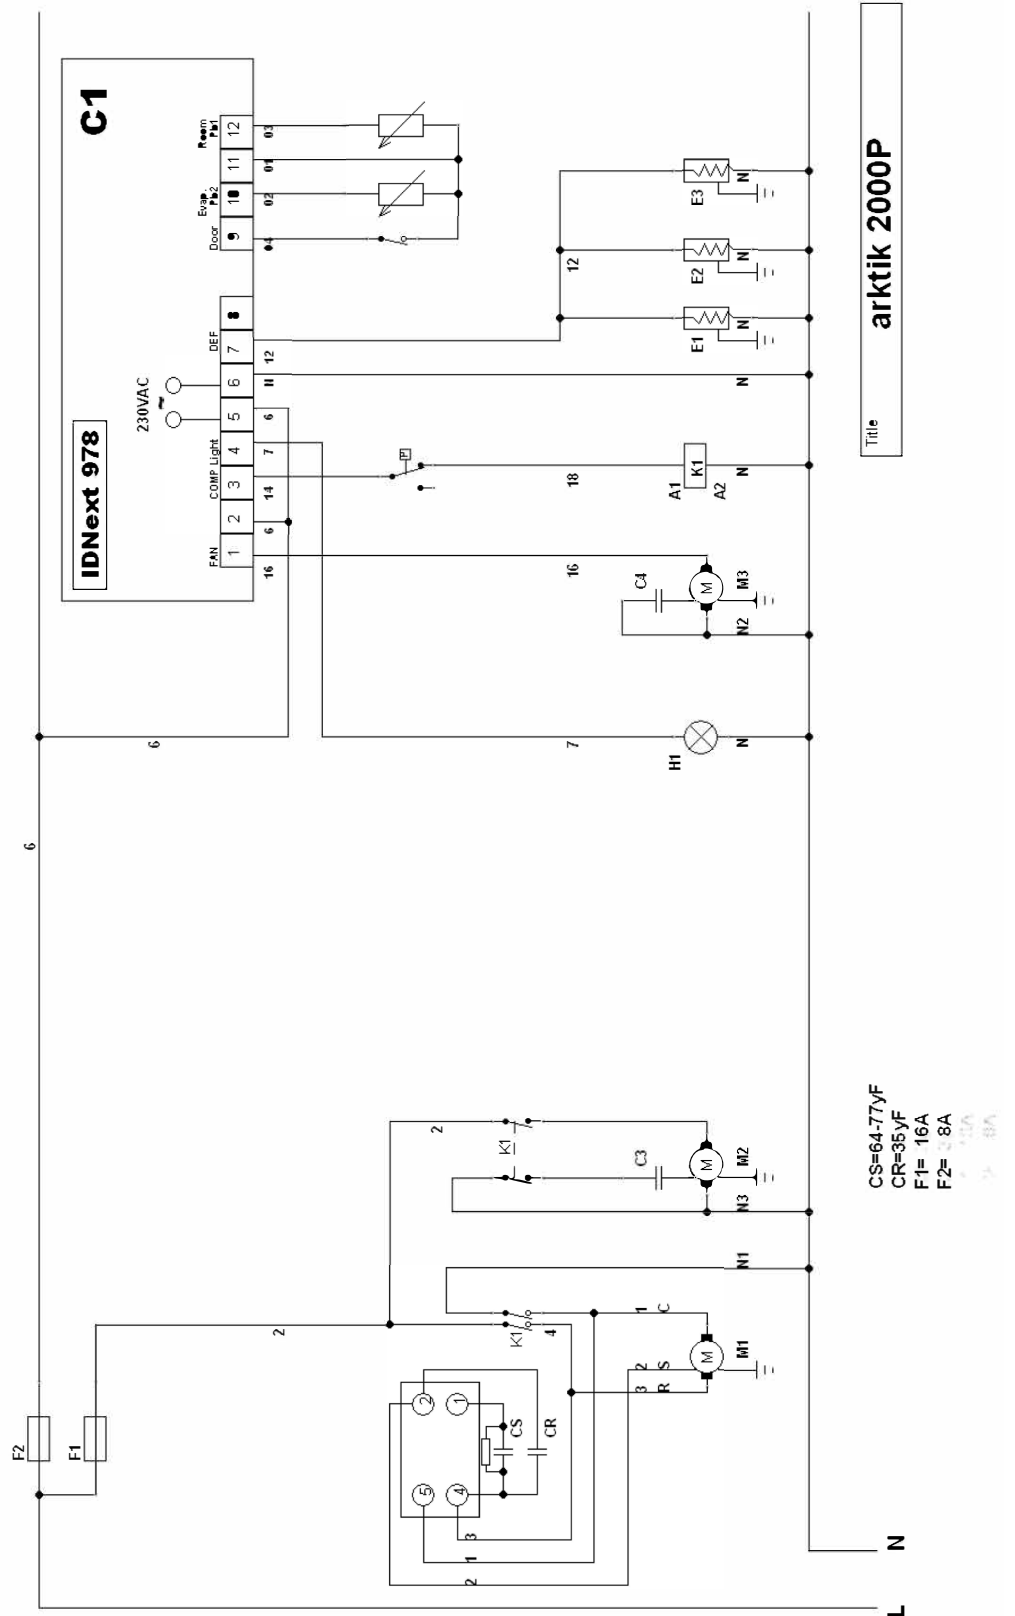 L
N
F2
F1
6
2
5
2
4
1
CS
CR
2
1
3
K1
4
1
C
2
S
3
R
M
M1
N1
2
K1
C3
M
M2
N3
6
6
7
H1
N
IDNext 978
C1
230VAC
~
FAN
COMP
Light
DEF
Door
Evap.
Pb2
Room
Pb1
1
2
3
4
5
6
7
8
9
10
11
12
16
6
14
7
6
N
12
04
02
01
03
P
16
18
12
C4
M
M3
N2
A1
K1
A2
N
N
E1
N
E2
N
E3
N
CS=64-77yF
CR=35yF
F1= 16A
F2= 8A
Title
arktik 2000P